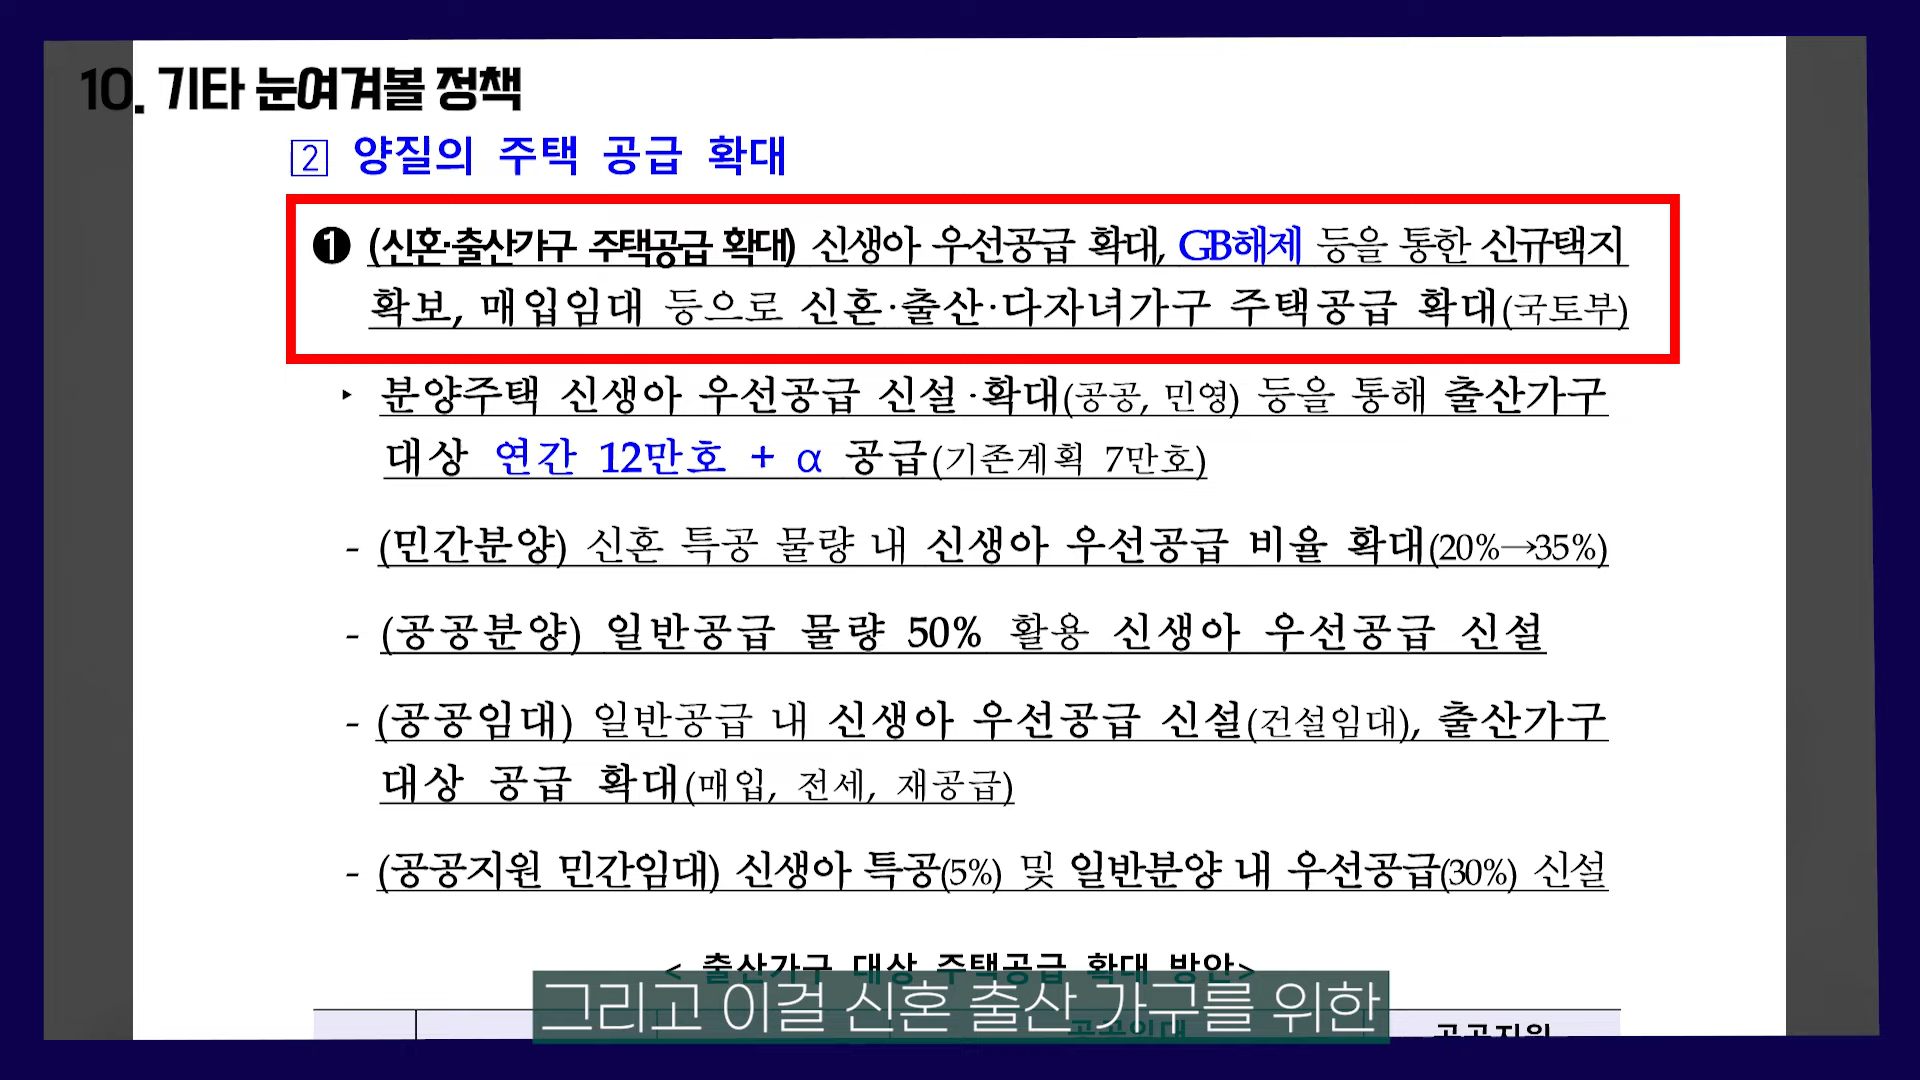 10. 기타 눈여겨볼 정책
2 양질의 주택 공급 확대
❶ (신혼·출산가구 주택공급 확대) 신생아 우선공급 확대, GB해제 등을 통한 신규택지
확보, 매입임대 등으로 신혼·출산·다자녀가구 주택공급 확대(국토부)
‣ 분양주택 신생아 우선공급 신설·확대(공공, 민영) 등을 통해 출산가구
대상 연간 12만호 + α 공급(기존계획 7만호)
- (민간분양) 신혼 특공 물량 내 신생아 우선공급 비율 확대(20%→35%)
- (공공분양) 일반공급 물량 50% 활용 신생아 우선공급 신설
- (공공임대) 일반공급 내 신생아 우선공급 신설(건설임대), 출산가구
대상 공급 확대(매입, 전세, 재공급)
- (공공지원 민간임대) 신생아 특공(5%) 및 일반분양 내 우선공급(30%) 신설
< 출산가구 대상 주택공급 확대 방안>
그리고 이걸 신혼 출산 가구를 위한
공공임대 공공지원